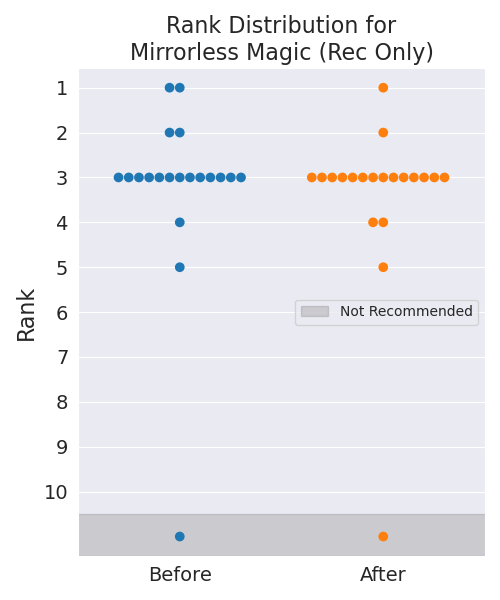 Rank Distribution for
Mirrorless Magic (Rec Only)
Rank
1
2
3
4
5
6
7
8
9
10
Not Recommended
Before
After